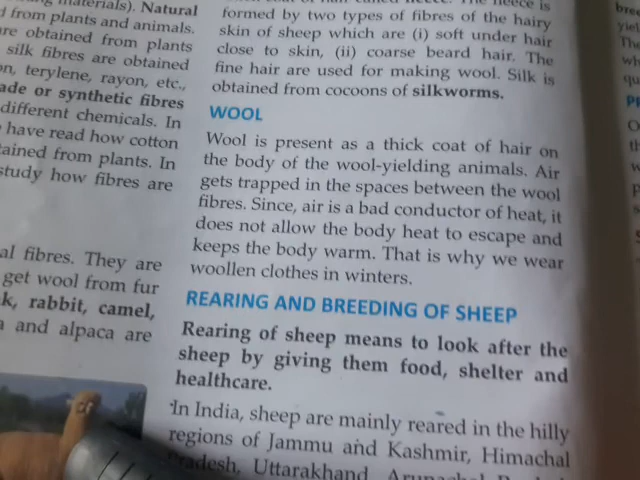 materials). Natural
from plants and animals.
are obtained from plants
silk fibres are obtained
terylene, rayon, etc.,
or synthetic fibres
different chemicals. In
have read how cotton
from plants. In
study how fibres are
fibres. They are
get wool from fur
rabbit, camel,
and alpaca are
formed by two types of fibres of the hairy
skin of sheep which are (i) soft under hair
close to skin, (ii) coarse beard hair. The
fine hair are used for making wool. Silk is
obtained from cocoons of silkworms.
WOOL
Wool is present as a thick coat of hair on
the body of the wool-yielding animals. Air
gets trapped in the spaces between the wool
fibres. Since, air is a bad conductor of heat, it
does not allow the body heat to escape and
keeps the body warm. That is why we wear
woollen clothes in winters.
REARING AND BREEDING OF SHEEP
Rearing of sheep means to look after the
sheep by giving them food, shelter and
healthcare.
In India, sheep are mainly reared in the hilly
regions of Jammu and Kashmir, Himachal
Pradesh, Uttarakhand, Arunachal